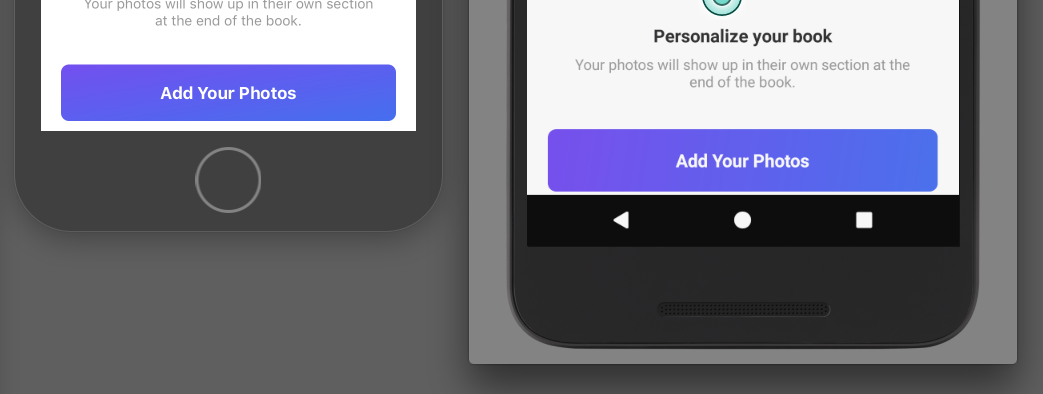 Your photos will show up in their own section
at the end of the book.
Add Your Photos
Personalize your book
Your photos will show up in their own section at the
end of the book.
Add Your Photos